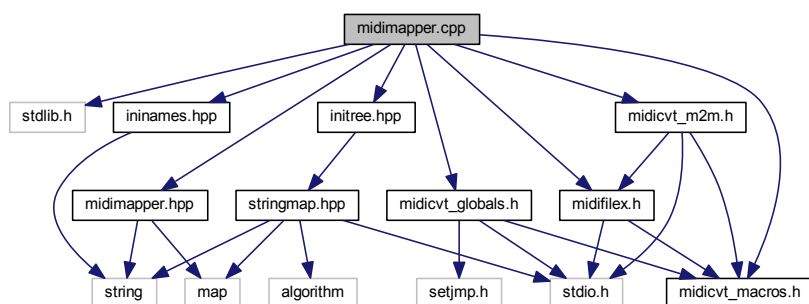 midimapper.cpp
stdlib.h
ininames.hpp
initree.hpp
midicvt_m2m.h
midimapper.hpp
stringmap.hpp
midicvt_globals.h
midifilex.h
string
map
algorithm
setjmp.h
stdio.h
midicvt_macros.h